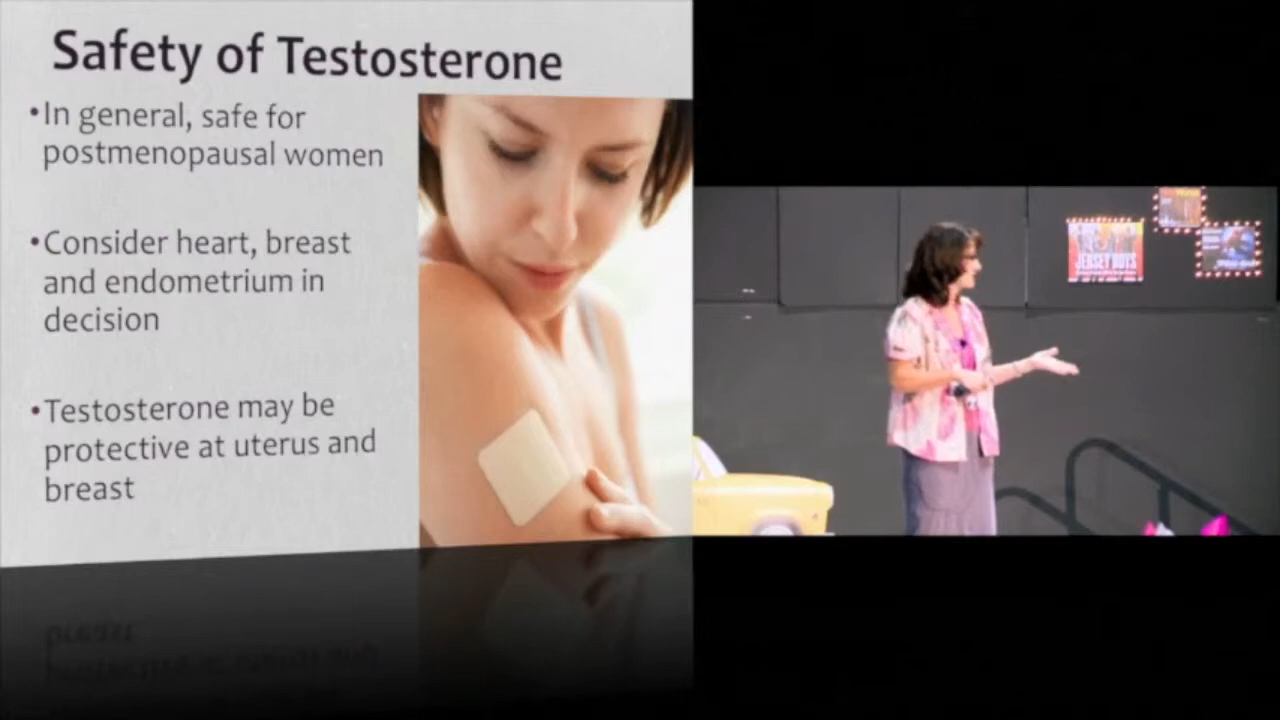 Safety of Testosterone
•In general, safe for
postmenopausal women
•Consider heart, breast
and endometrium in
decision
•Testosterone may be
protective at uterus and
breast
JERSEY BOYS